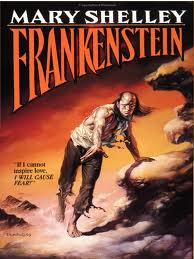 MARY SHELLEY
FRANKENSTEIN
"If I cannot
inspire love,
I WILL CAUSE
FEAR!"